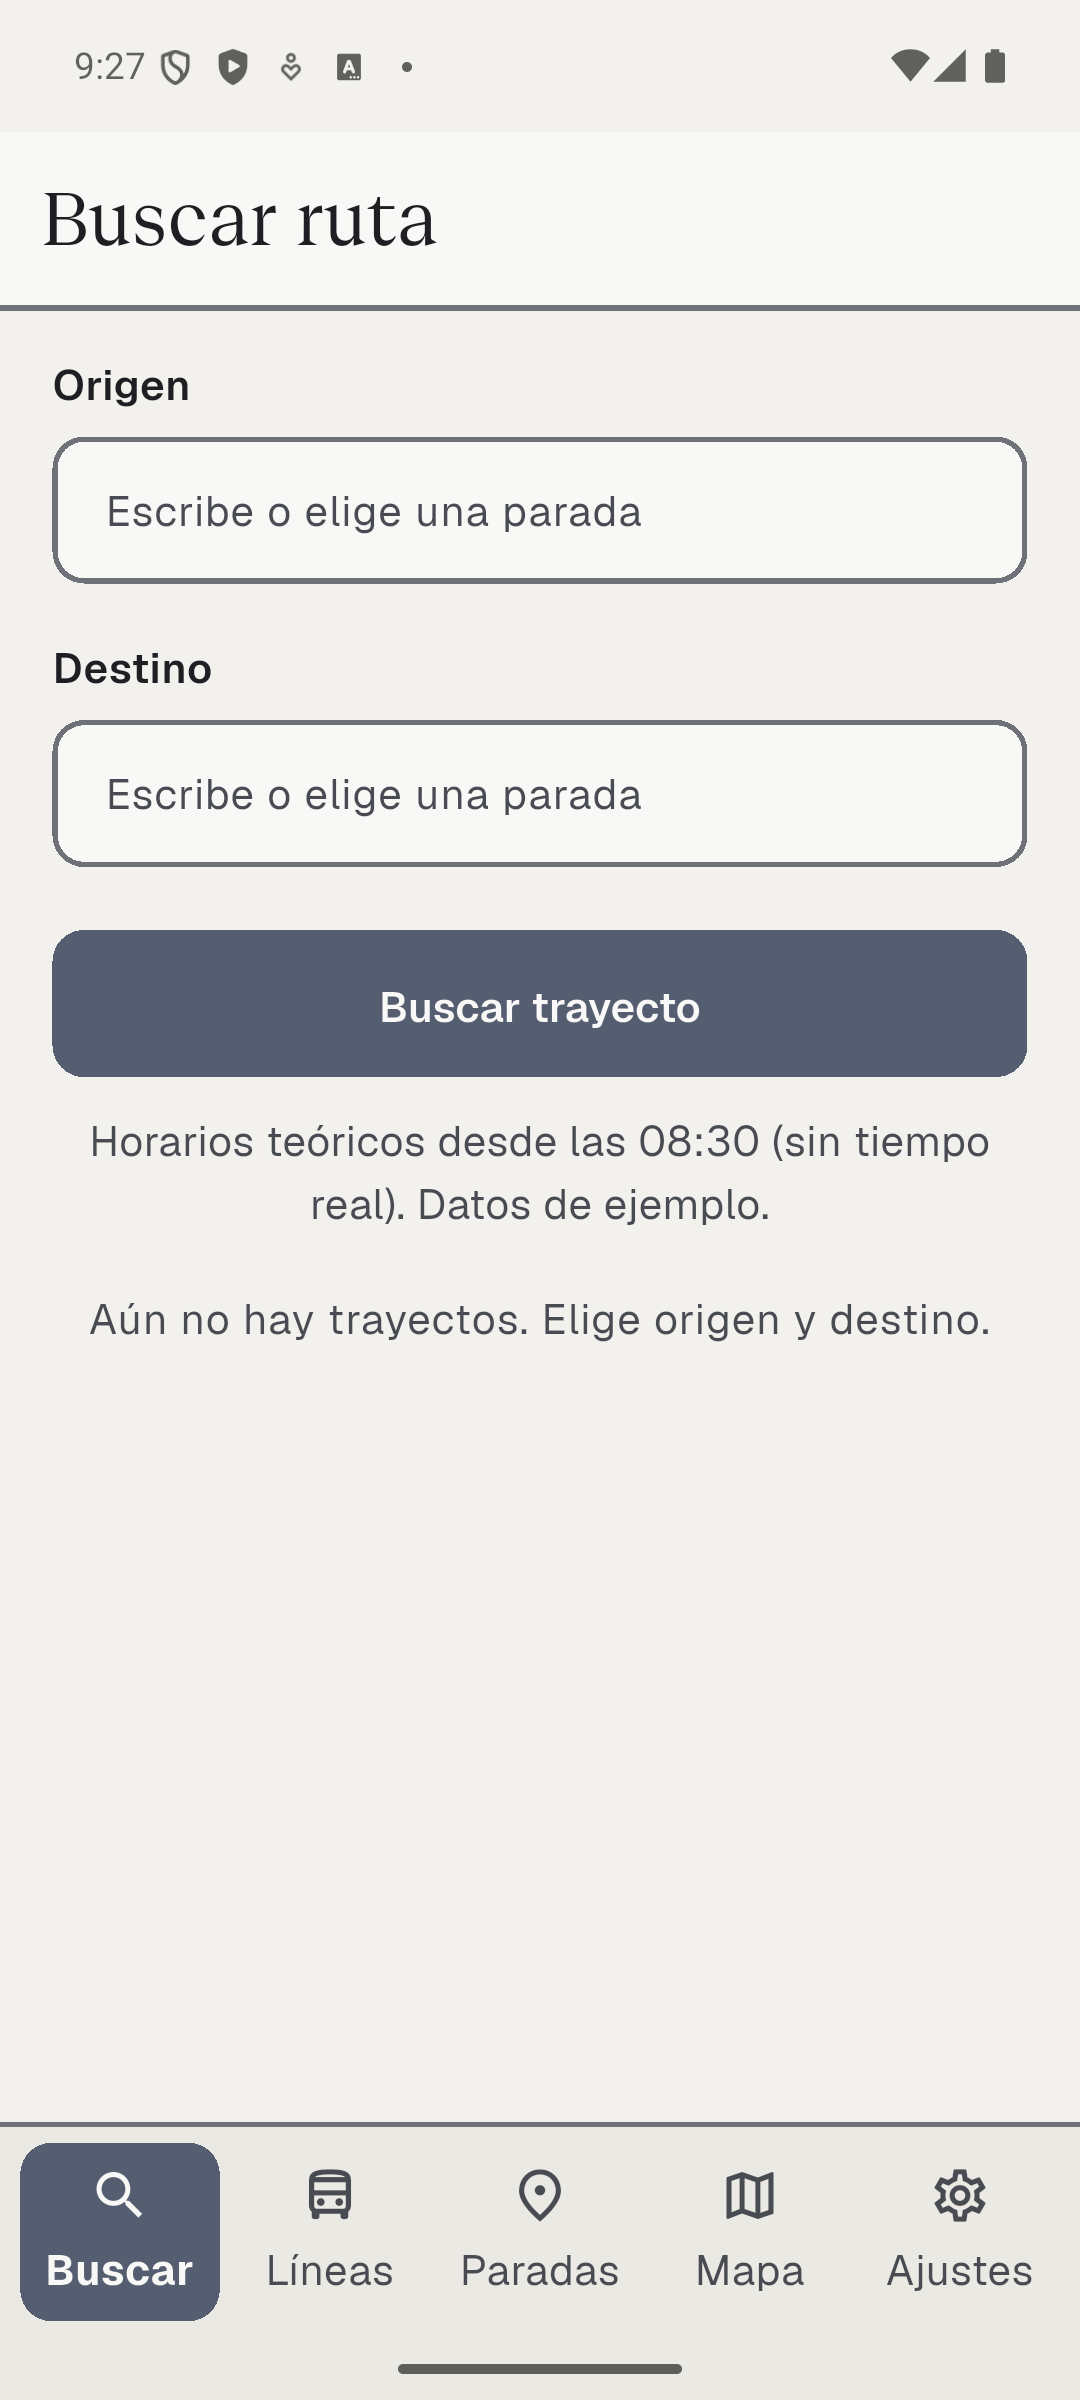 9:27
Buscar ruta
Origen
Escribe o elige una parada
Destino
Escribe o elige una parada
Buscar trayecto
Horarios teóricos desde las 08:30 (sin tiempo
real). Datos de ejemplo.
Aún no hay trayectos. Elige origen y destino.
Buscar
Líneas
Paradas
Mapa
Ajustes